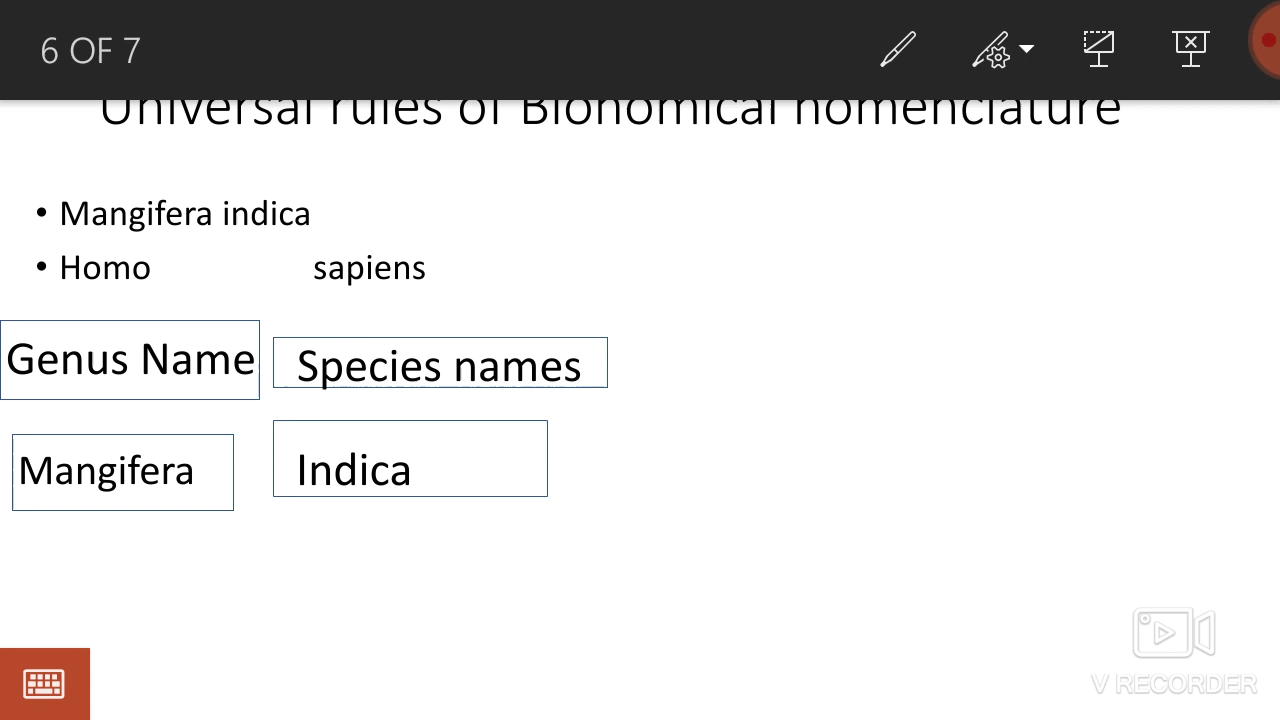 6 OF 7
Universal rules of Bionomical nomenclature
• Mangifera indica
• Homo sapiens
Genus Name
Species names
Mangifera
Indica
V RECORDER